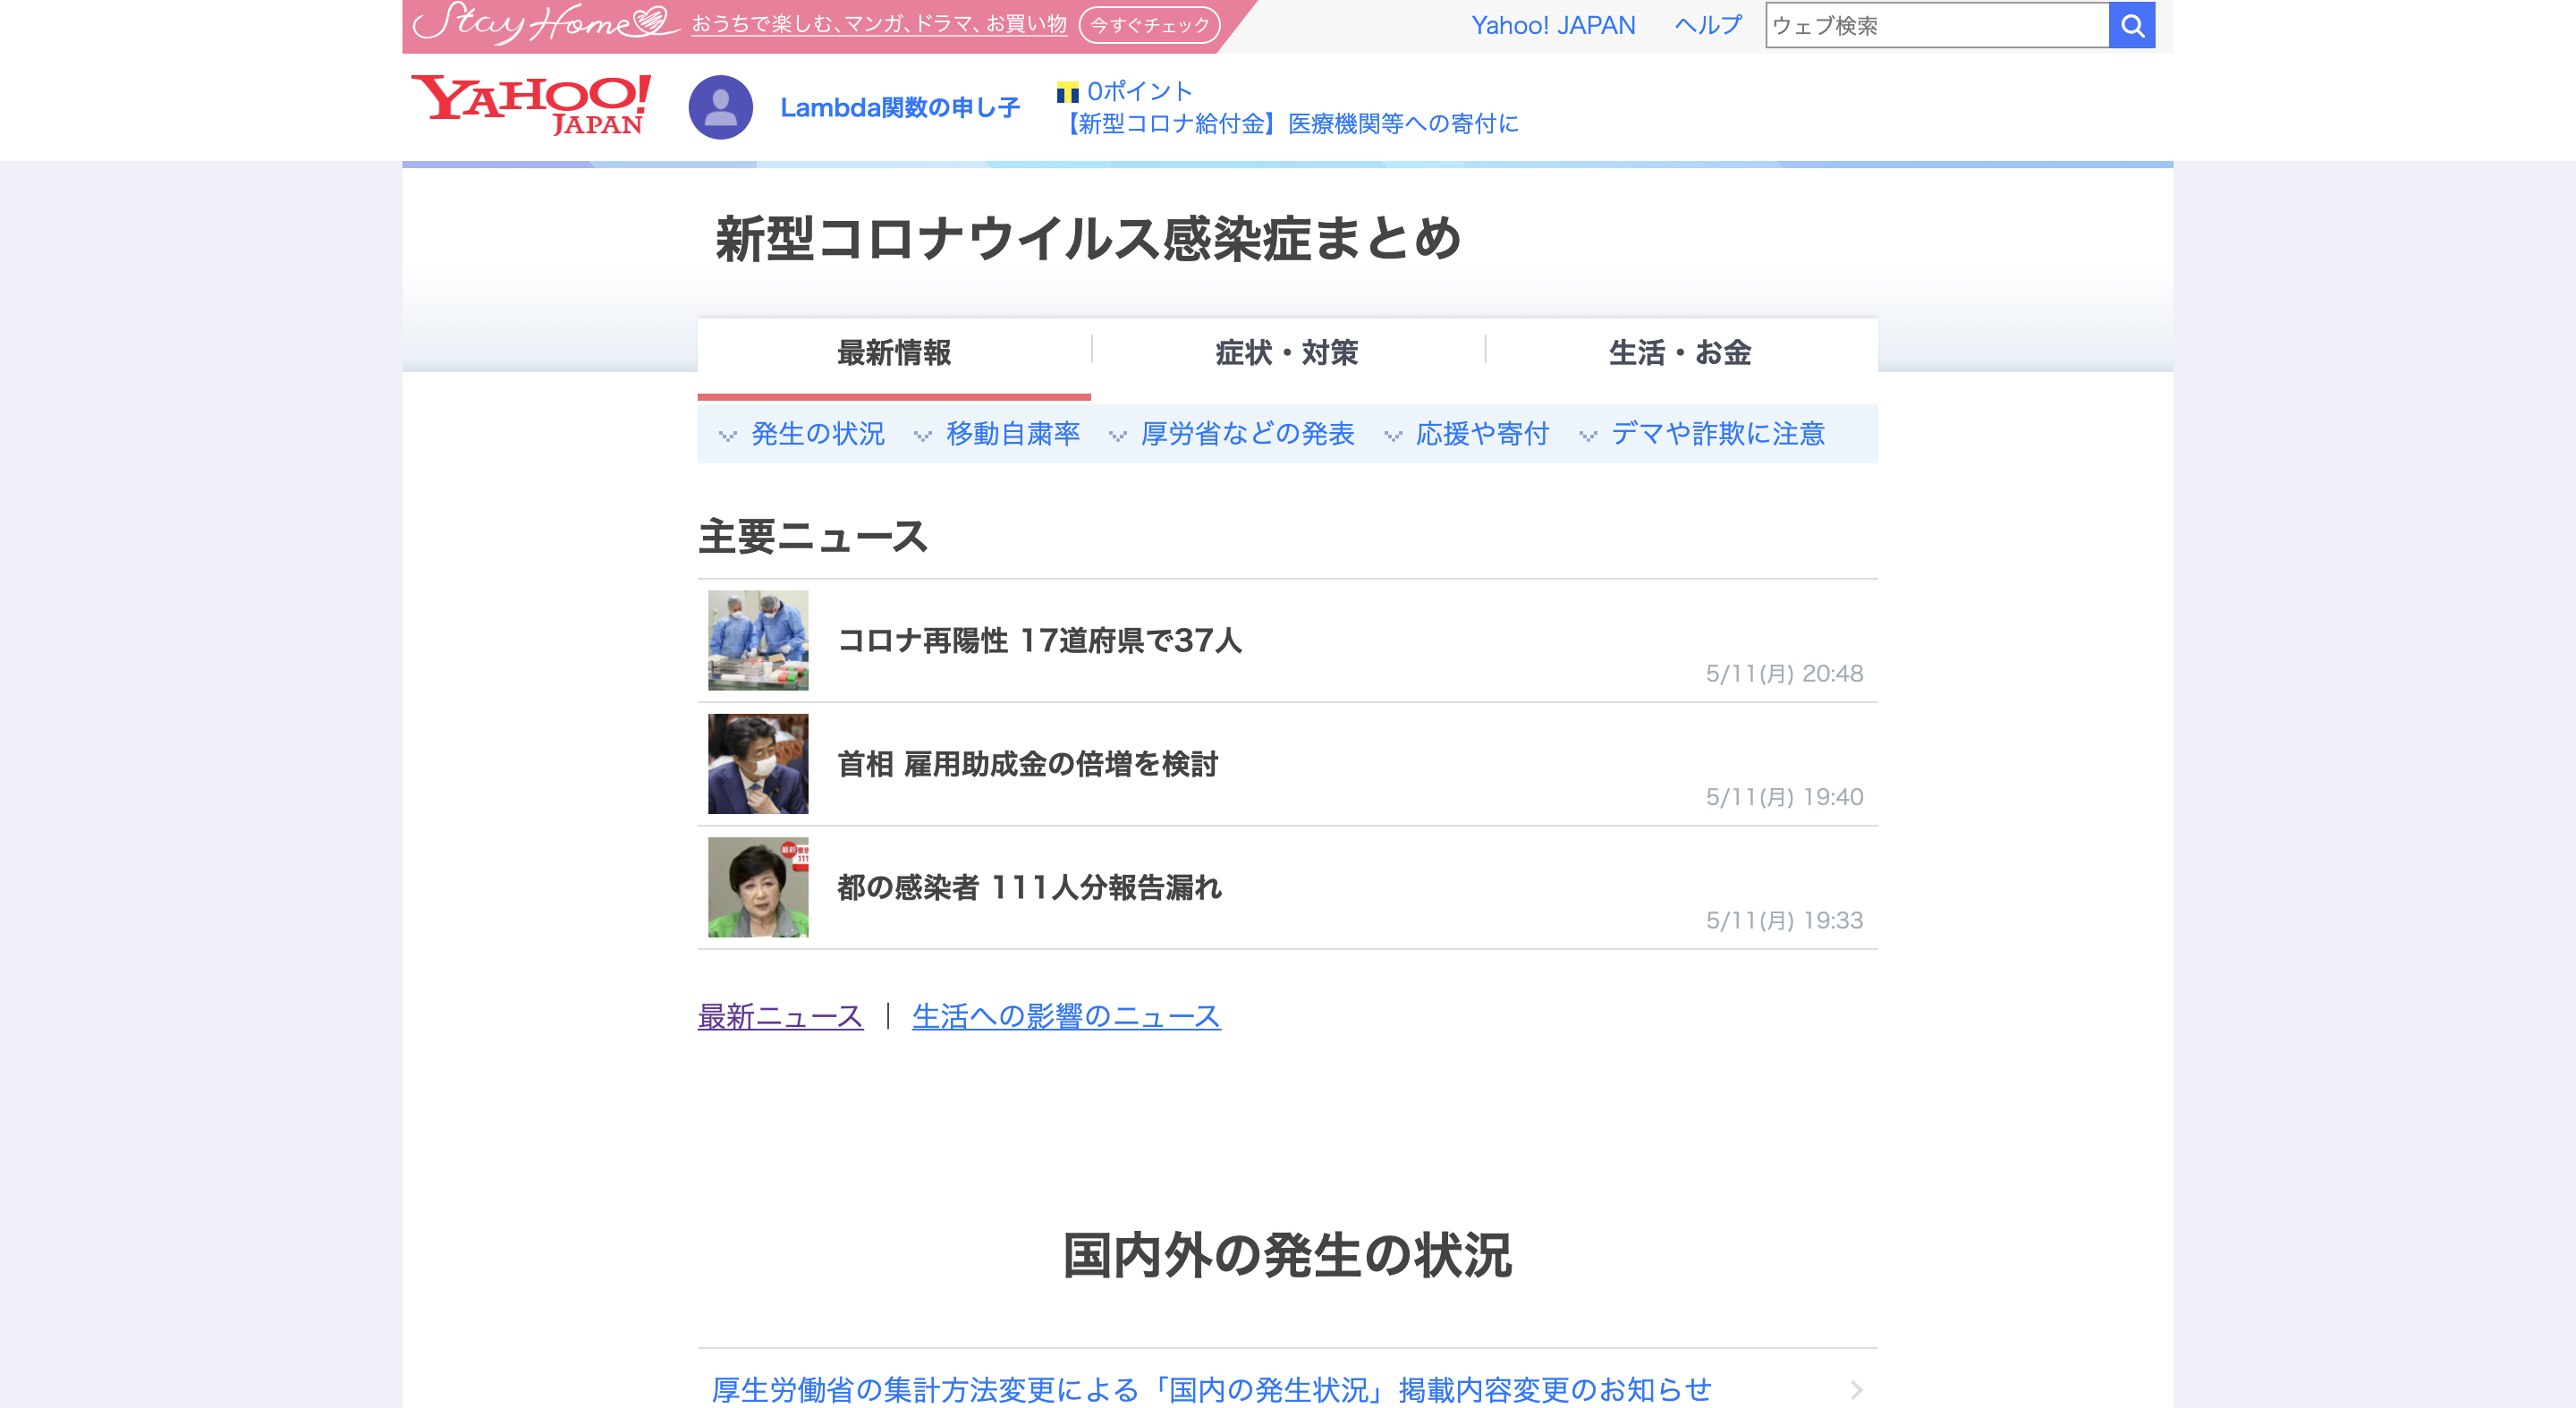 Stay Home おうちで楽しむ、マンガ、ドラマ、お買い物 今すぐチェック
Yahoo! JAPAN ヘルプ ウェブ検索
YAHOO! JAPAN
Lambda関数の申し子
0ポイント
【新型コロナ給付金】医療機関等への寄付に
新型コロナウイルス感染症まとめ
最新情報 症状・対策 生活・お金
発生の状況 移動自粛率 厚労省などの発表 応援や寄付 デマや詐欺に注意
主要ニュース
コロナ再陽性 17道府県で37人
5/11(月) 20:48
首相 雇用助成金の倍増を検討
5/11(月) 19:40
最新
111
都の感染者 111人分報告漏れ
5/11(月) 19:33
最新ニュース | 生活への影響のニュース
国内外の発生の状況
厚生労働省の集計方法変更による「国内の発生状況」掲載内容変更のお知らせ